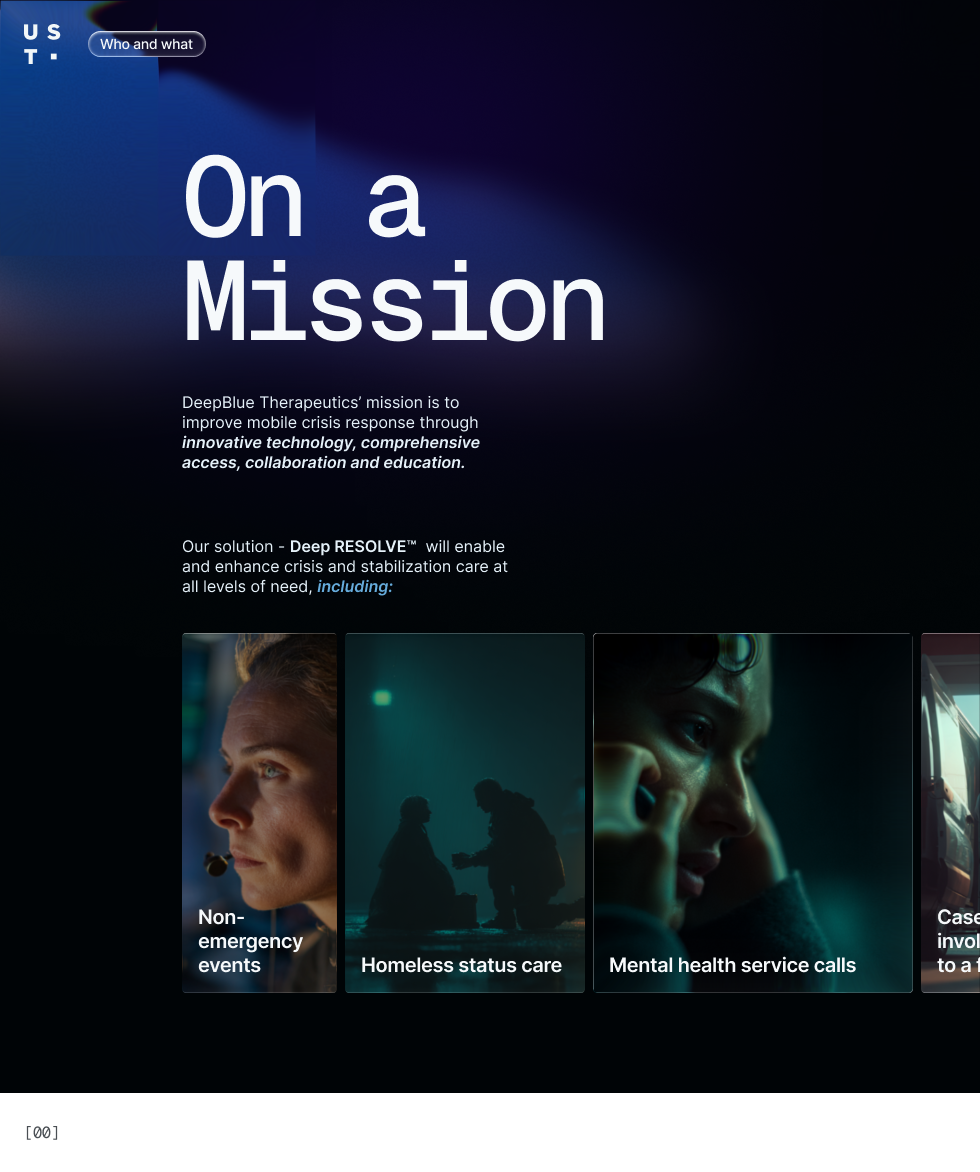 U S
T .
Who and what
On a
Mission
DeepBlue Therapeutics’ mission is to
improve mobile crisis response through
innovative technology, comprehensive
access, collaboration and education.
Our solution - Deep RESOLVE™ will enable
and enhance crisis and stabilization care at
all levels of need, including:
Non-
emergency
events
Homeless status care
Mental health service calls
Case
invol
to a f
[00]